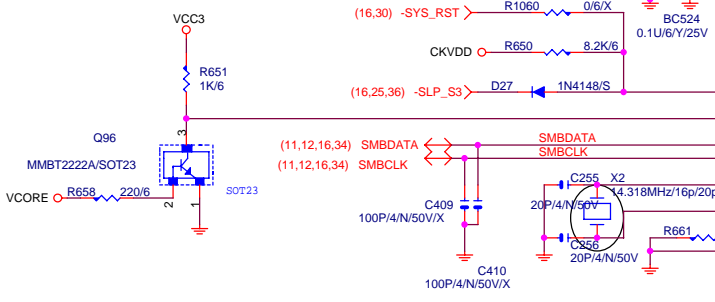 VCC3
(16,30) -SYS_RST
R1060
0/6/X
BC524
0.1U/6/Y/25V
CKVDD
R650
8.2K/6
R651
1K/6
(16,25,36) -SLP_S3
D27
1N4148/S
3
Q96
MMBT2222A/SOT23
(11,12,16,34) SMBDATA
SMBDATA
(11,12,16,34) SMBCLK
SMBCLK
VCORE
R658
220/6
2
1
SOT23
C255
X2
14.318MHz/16p/20p
20P/4/N/50V
C409
100P/4/N/50V/X
R661
C256
20P/4/N/50V
C410
100P/4/N/50V/X